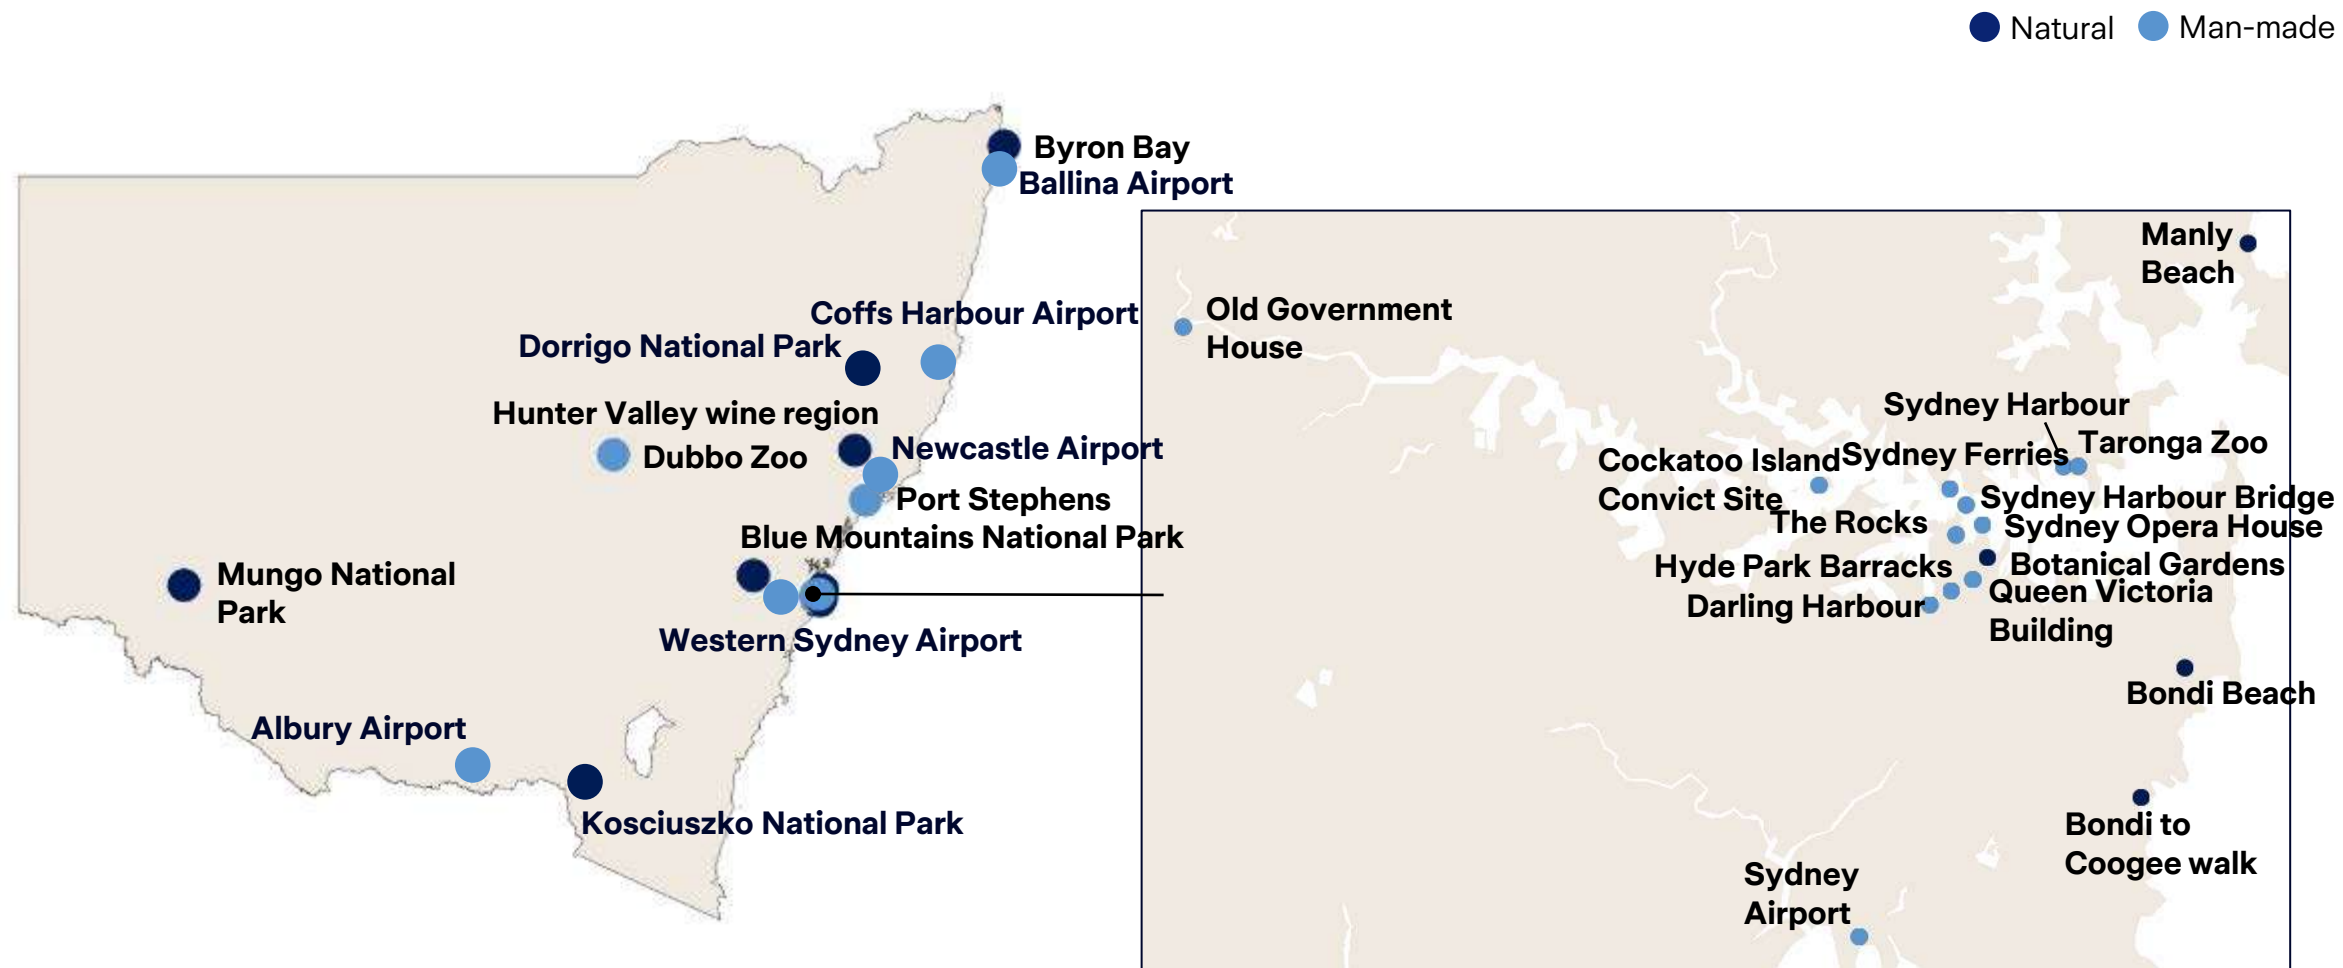 Natural
Man-made
Byron Bay
Ballina Airport
Coffs Harbour Airport
Dorrigo National Park
Hunter Valley wine region
Newcastle Airport
Dubbo Zoo
Port Stephens
Blue Mountains National Park
Mungo National
Park
Western Sydney Airport
Albury Airport
Kosciuszko National Park
Manly
Beach
Old Government
House
Sydney Harbour
Taronga Zoo
Sydney Ferries
Cockatoo Island
Convict Site
Sydney Harbour Bridge
The Rocks
Sydney Opera House
Hyde Park Barracks
Botanical Gardens
Darling Harbour
Queen Victoria
Building
Bondi Beach
Bondi to
Coogee walk
Sydney
Airport